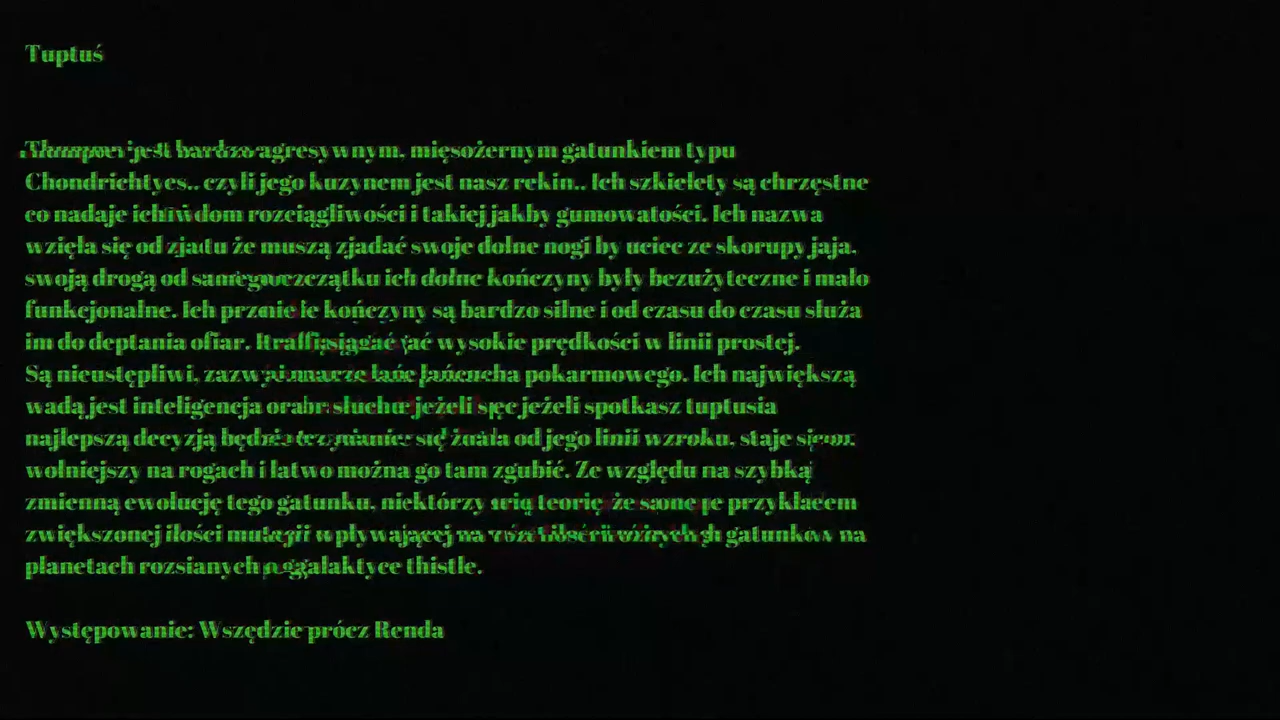 Tuptuś
jest bardzo agresywnym, mięsożernym gatunkiem typu
Chondrichtyes.. czyli jego kuzynem jest nasz rekin.. Ich szkielety są chrzęstne
co nadaje rozciągliwości i takiej jakby gumowatości. Ich nazwa
wzięła się od że muszą zjadać swoje dolne nogi by uciec ze skorupy jaja.
swoją drogą od ich dolne kończyny były bezużyteczne i mało
funkcjonalne. Ich kończyny są bardzo silne i od czasu do czasu służa
im do deptania ofiar. wysokie prędkości w linii prostej.
Są nieustępliwi, pokarmowego. Ich największą
wadą jest inteligencja jeżeli spotkasz tuptusia
najlepszą decyzją będzie się od jego linii wzroku, staje
wolniejszy na rogach i łatwo można go tam zgubić. Ze względu na szybką
zmienną ewolucję tego gatunku, niektórzy teorię że przykładem
zwiększonej ilości wpływającej na gatunków na
planetach rozsianych galaktyce thistle.
Występowanie: Wszędzie prócz Renda